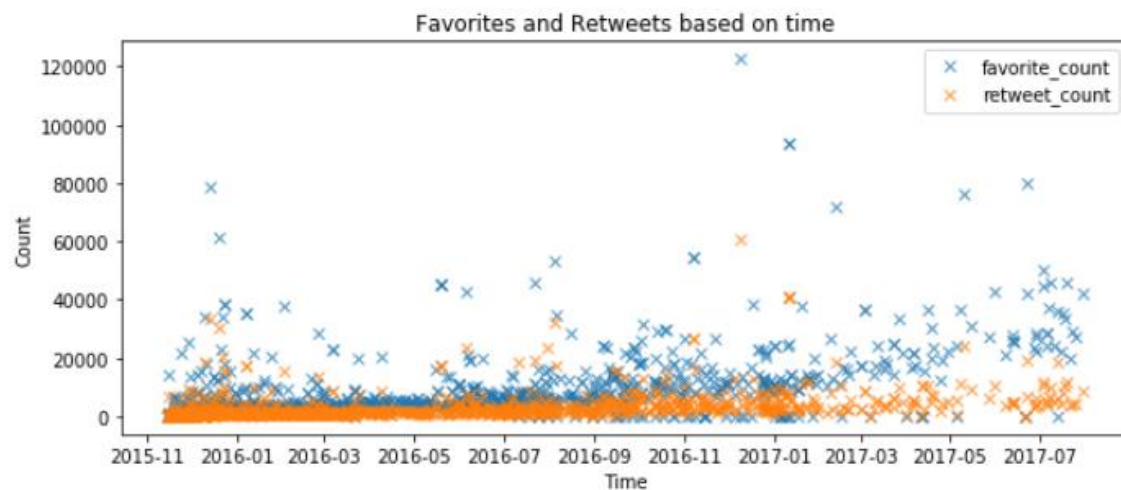 Favorites and Retweets based on time
120000
100000
80000
60000
40000
20000
0
Count
favorite_count
retweet_count
2015-11 2016-01 2016-03 2016-05 2016-07 2016-09 2016-11 2017-01 2017-03 2017-05 2017-07
Time